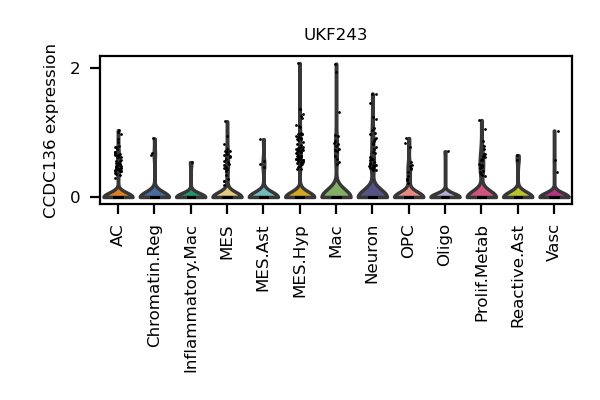 UKF243
CCDC136 expression
2
0
AC
Chromatin.Reg
Inflammatory.Mac
MES
MES.Ast
MES.Hyp
Mac
Neuron
OPC
Oligo
Prolif.Metab
Reactive.Ast
Vasc